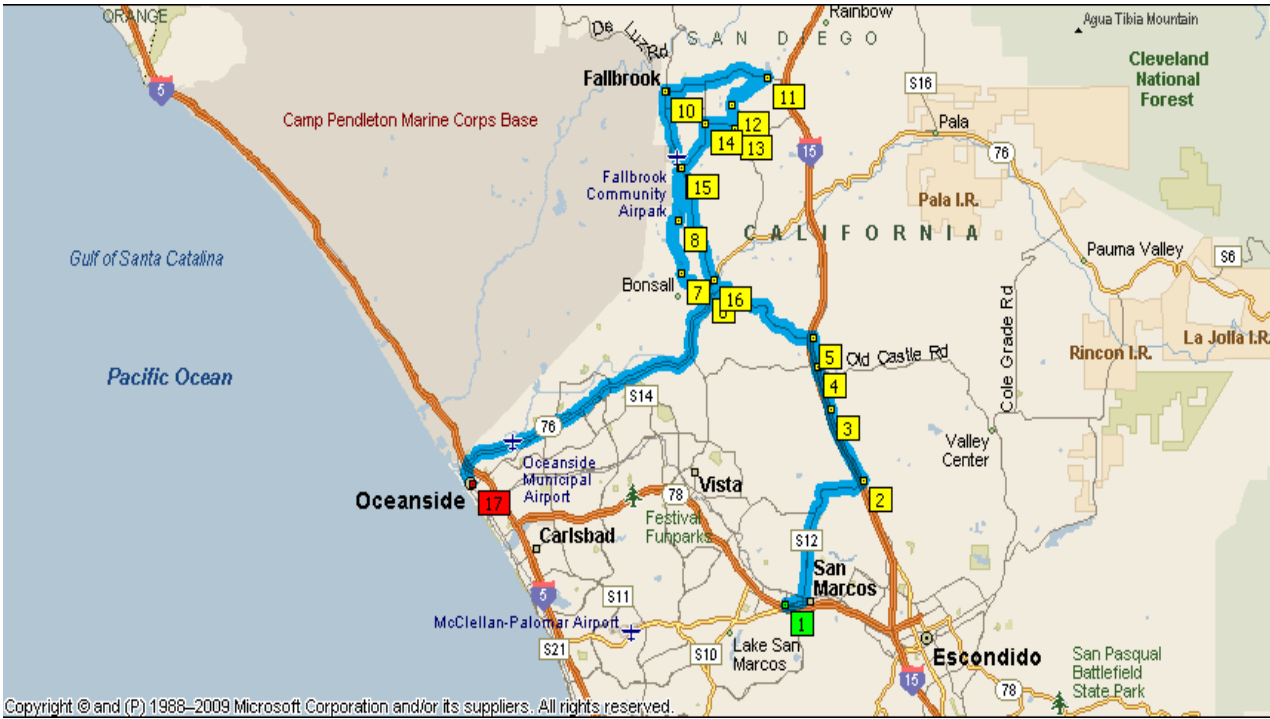 ORANGE
De Luz Rd
Rainbow
SAN DIEGO
Agua Tibia Mountain
Cleveland
National
Forest
5
Camp Pendleton Marine Corps Base
Fallbrook
10
11
12
14
13
15
S16
Pala
76
Fallbrook
Community
Airpark
15
8
CALIFORNIA
Pala I.R.
Gulf of Santa Catalina
Pauma Valley
S6
Bonsall
7
16
6
Cole Grade Rd
Rincon I.R.
La Jolla I.R.
Pacific Ocean
5
Old Castle Rd
4
3
S14
76
Valley
Center
Oceanside
Municipal
Airport
Oceanside
17
Vista
78
2
Festival
Funparks
Carlsbad
S12
San
Marcos
5
S11
McClellan-Palomar Airport
1
S21
S10
Lake San
Marcos
Escondido
15
78
San Pasqual
Battlefield
State Park
Copyright © and (P) 1988–2009 Microsoft Corporation and/or its suppliers. All rights reserved.